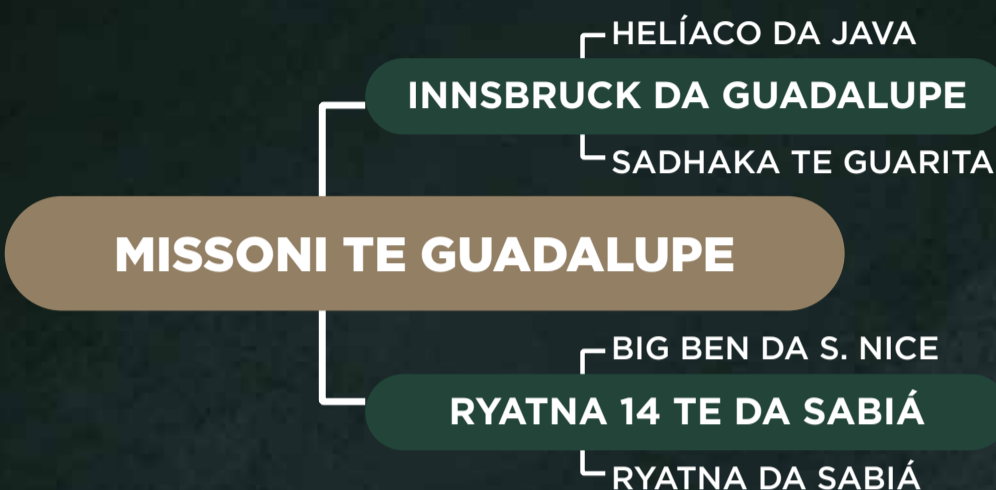 HELÍACO DA JAVA
INNSBRUCK DA GUADALUPE
SADHAKA TE GUARITA
MISSONI TE GUADALUPE
BIG BEN DA S. NICE
RYATNA 14 TE DA SABIÁ
RYATNA DA SABIÁ